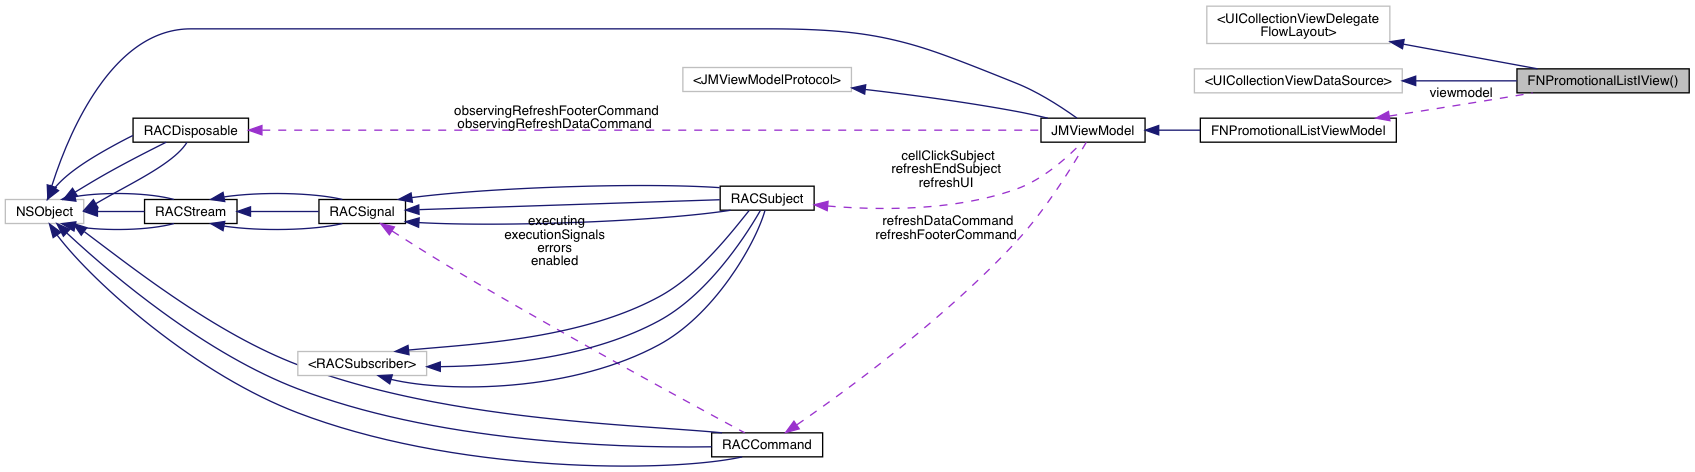 <UICollectionViewDelegate
FlowLayout>
<JMViewModelProtocol>
<UICollectionViewDataSource>
FNPromotionalListIView()
viewmodel
observingRefreshFooterCommand
observingRefreshDataCommand
RACDisposable
JMViewModel
FNPromotionalListViewModel
cellClickSubject
refreshEndSubject
refreshUI
NSObject
RACStream
RACSignal
RACSubject
executing
executionSignals
errors
enabled
refreshDataCommand
refreshFooterCommand
<RACSubscriber>
RACCommand